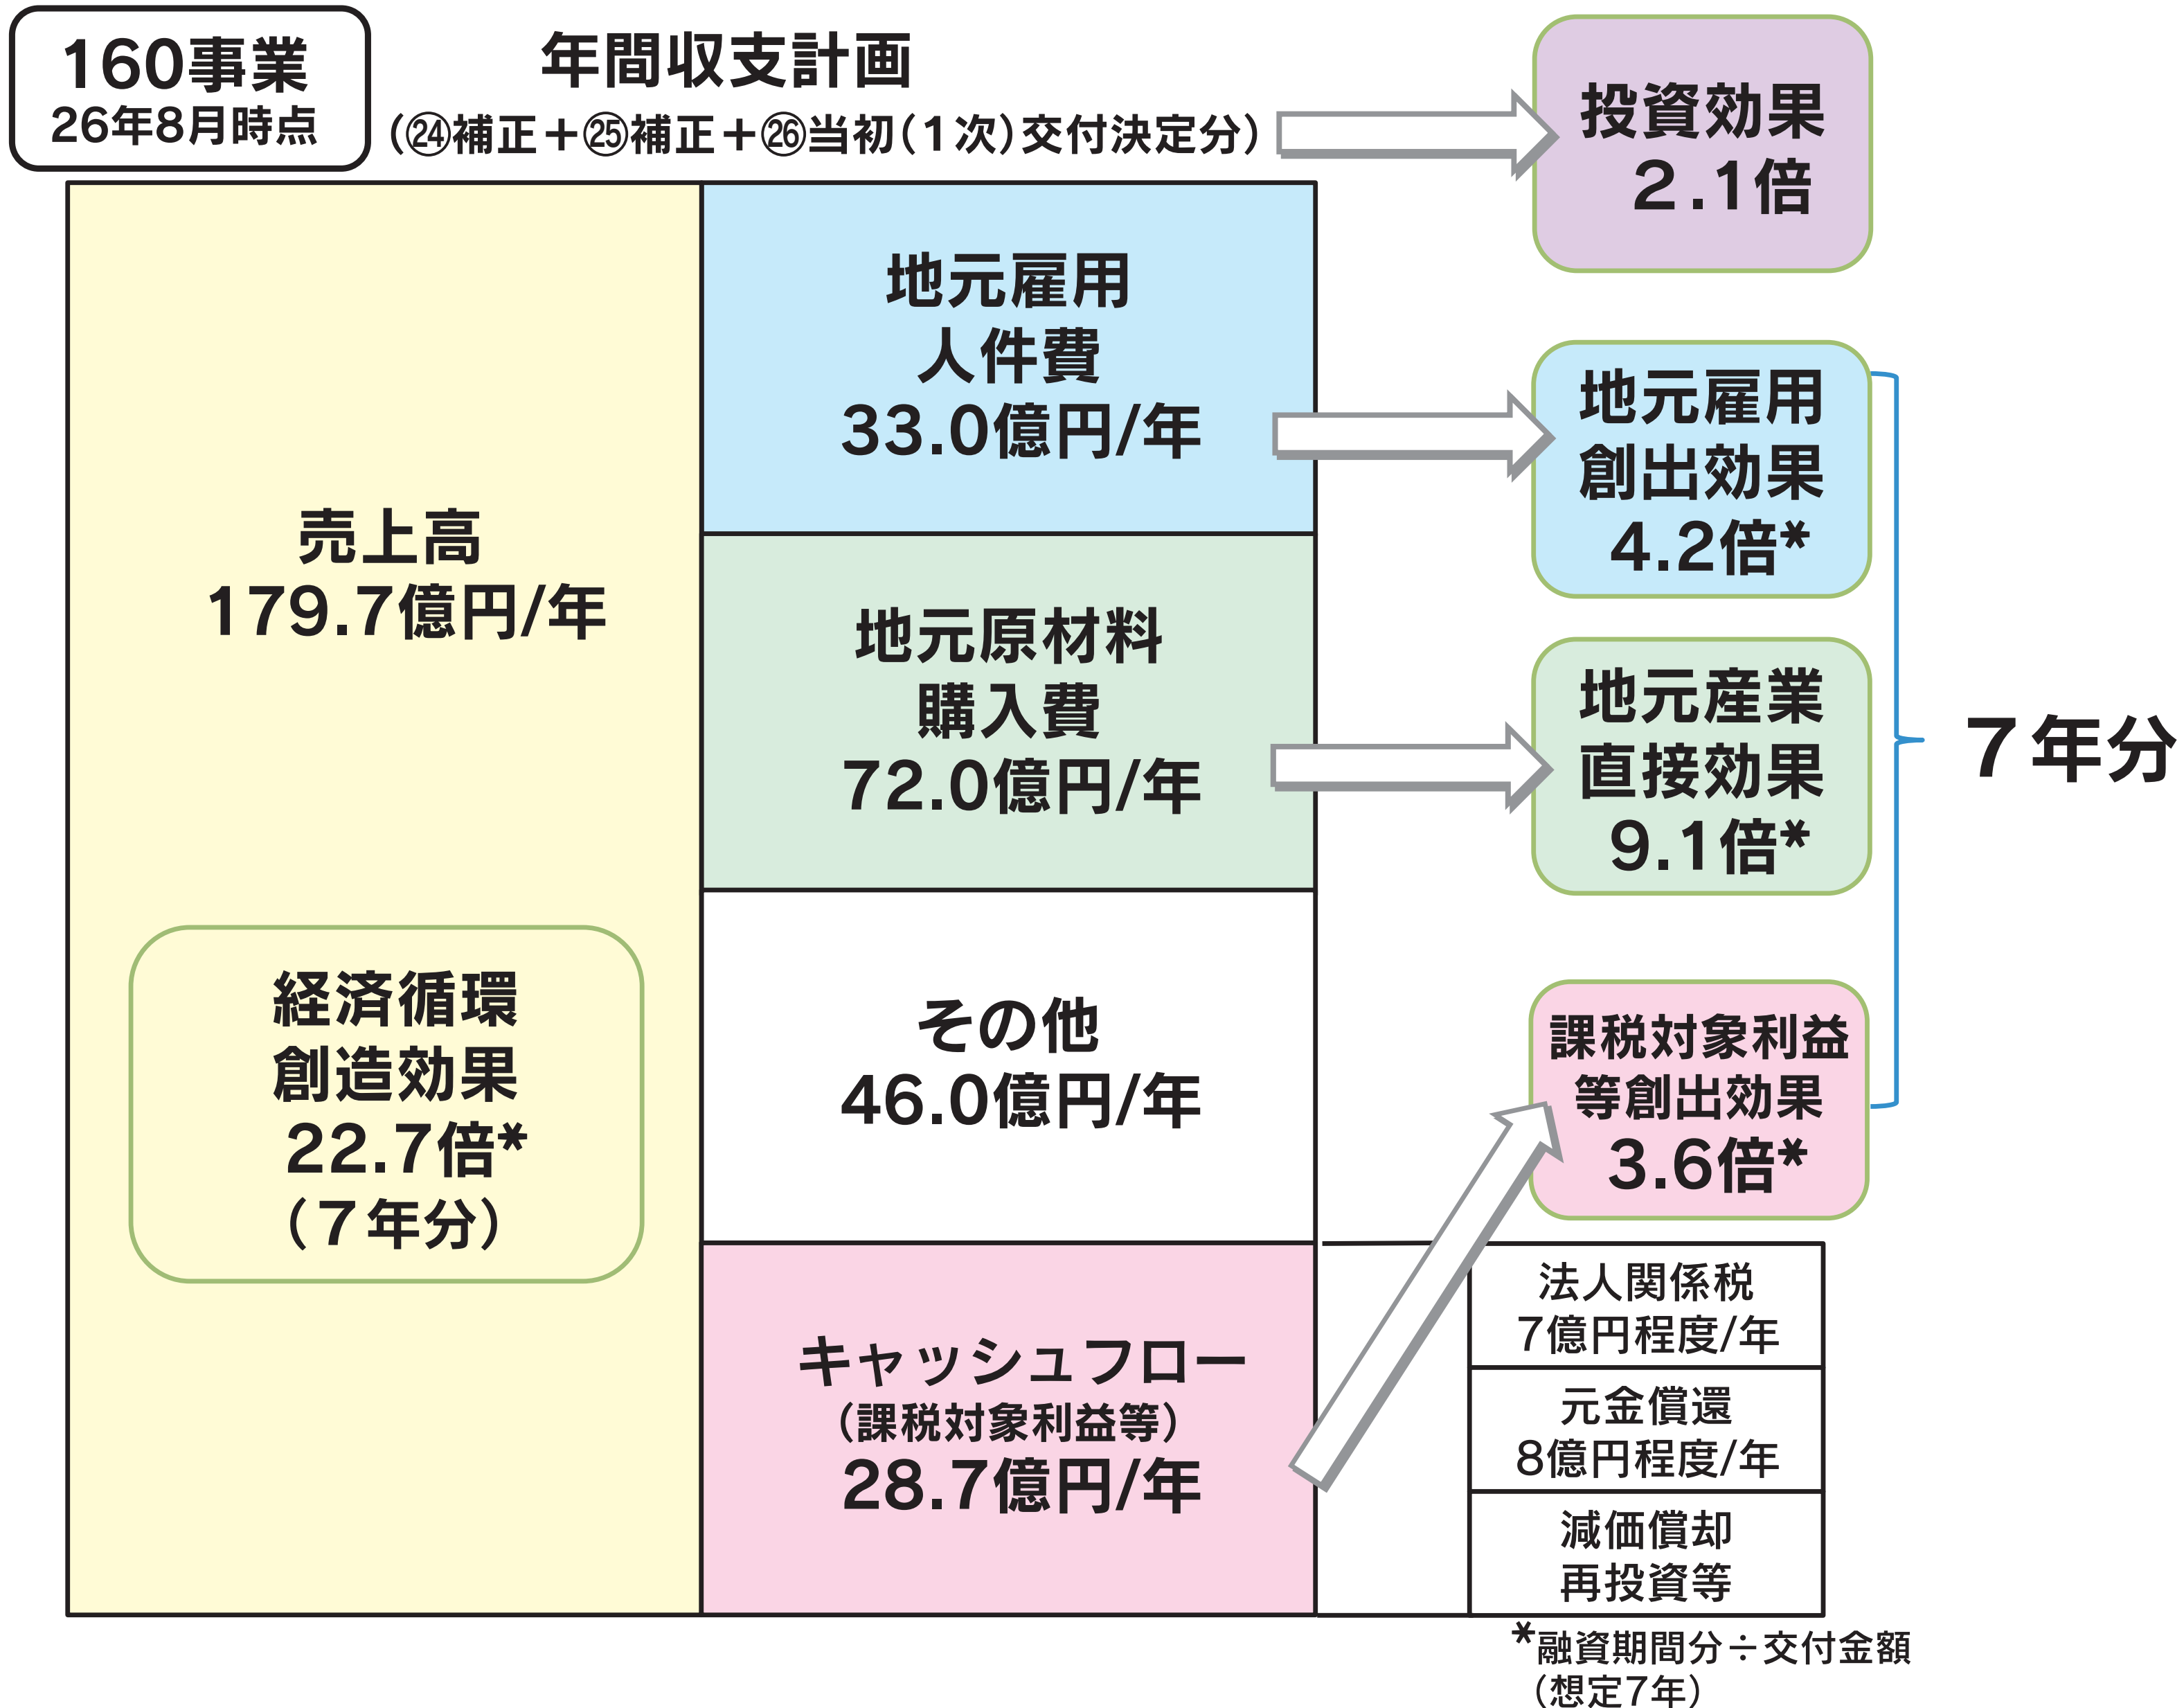 160事業
26年8月時点
年間収支計画
(㉔補正+㉕補正+㉖当初(1次)交付決定分)
投資効果
2.1倍
売上高
179.7億円/年
経済循環
創造効果
22.7倍*
(7年分)
地元雇用
人件費
33.0億円/年
地元原材料
購入費
72.0億円/年
その他
46.0億円/年
キャッシュフロー
(課税対象利益等)
28.7億円/年
地元雇用
創出効果
4.2倍*
地元産業
直接効果
9.1倍*
課税対象利益
等創出効果
3.6倍*
7年分
法人関係税
7億円程度/年
元金償還
8億円程度/年
減価償却
再投資等
*融資期間分÷交付金額
(想定7年)